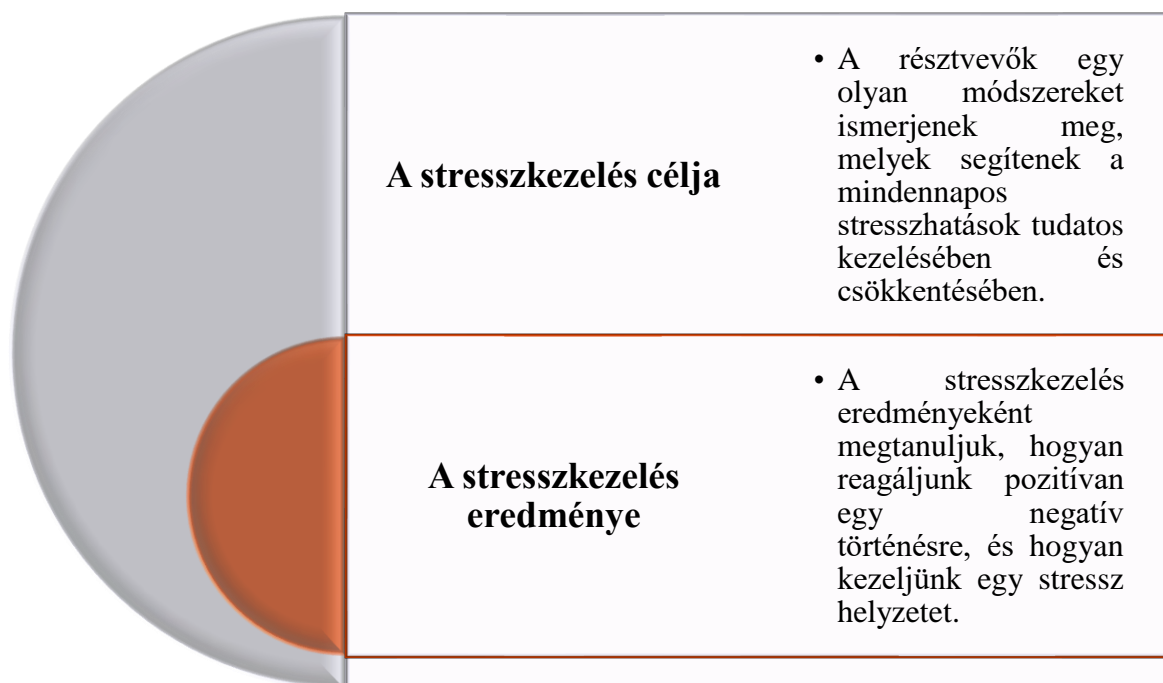 A stresszkezelés célja
• A résztvevők egy
olyan módszereket
ismerjenek meg,
melyek segítenek a
mindennapos
stresszhatások tudatos
kezelésében és
csökkentésében.
A stresszkezelés
eredménye
• A stresszkezelés
eredményeként
megtanuljuk, hogyan
reagáljunk pozitívan
egy negatív
történésre, és hogyan
kezeljünk egy stressz
helyzetet.